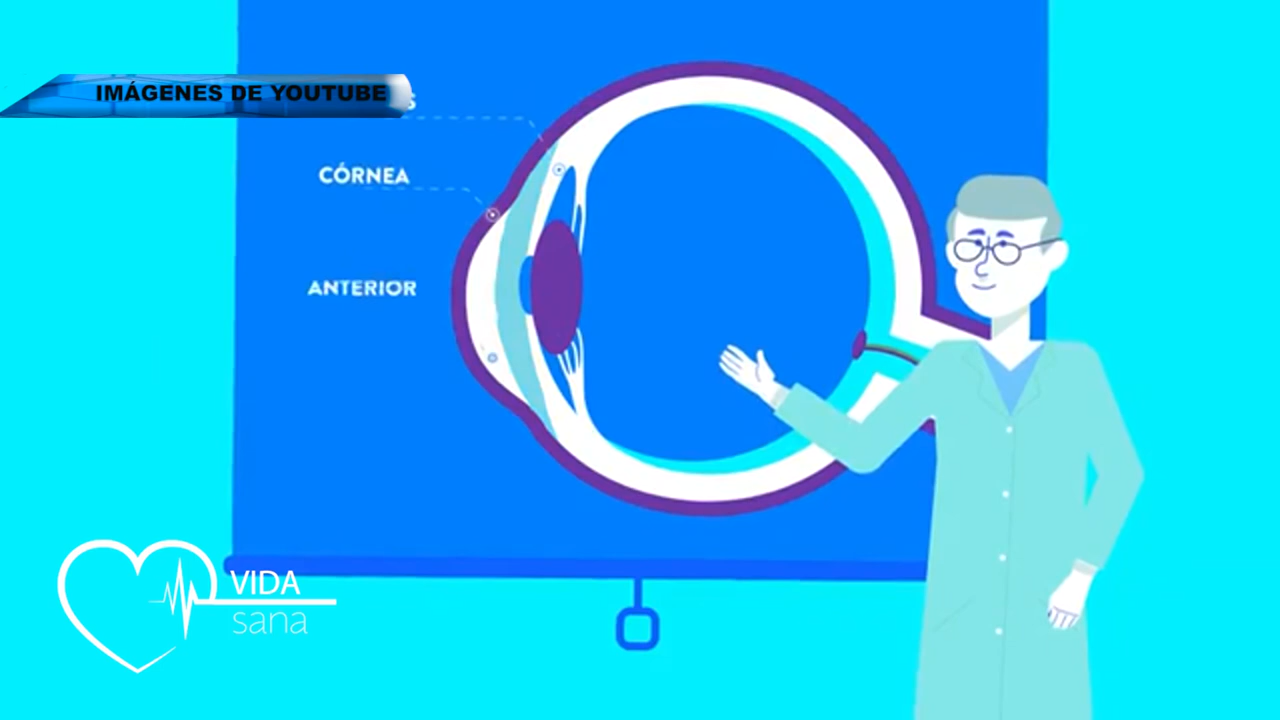 IMÁGENES DE YOUTUBE
CÓRNEA
ANTERIOR
VIDA
sana